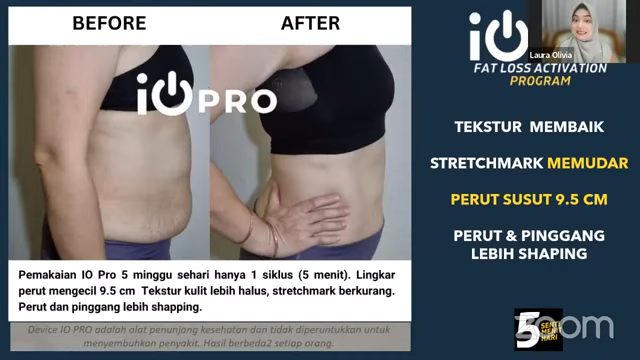 BEFORE
AFTER
iO PRO
Pemakaian IO Pro 5 minggu sehari hanya 1 siklus (5 menit). Lingkar
perut mengecil 9.5 cm Tekstur kulit lebih halus, stretchmark berkurang.
Perut dan pinggang lebih shapping.
Device IO PRO adalah alat penunjang kesehatan dan tidak diperuntukkan untuk
menyembuhkan penyakit. Hasil berbeda2 setiap orang.
iO
Laura Olivia
FAT LOSS ACTIVATION
PROGRAM
TEKSTUR MEMBAIK
STRETCHMARK MEMUDAR
PERUT SUSUT 9.5 CM
PERUT & PINGGANG
LEBIH SHAPING
5
zoom